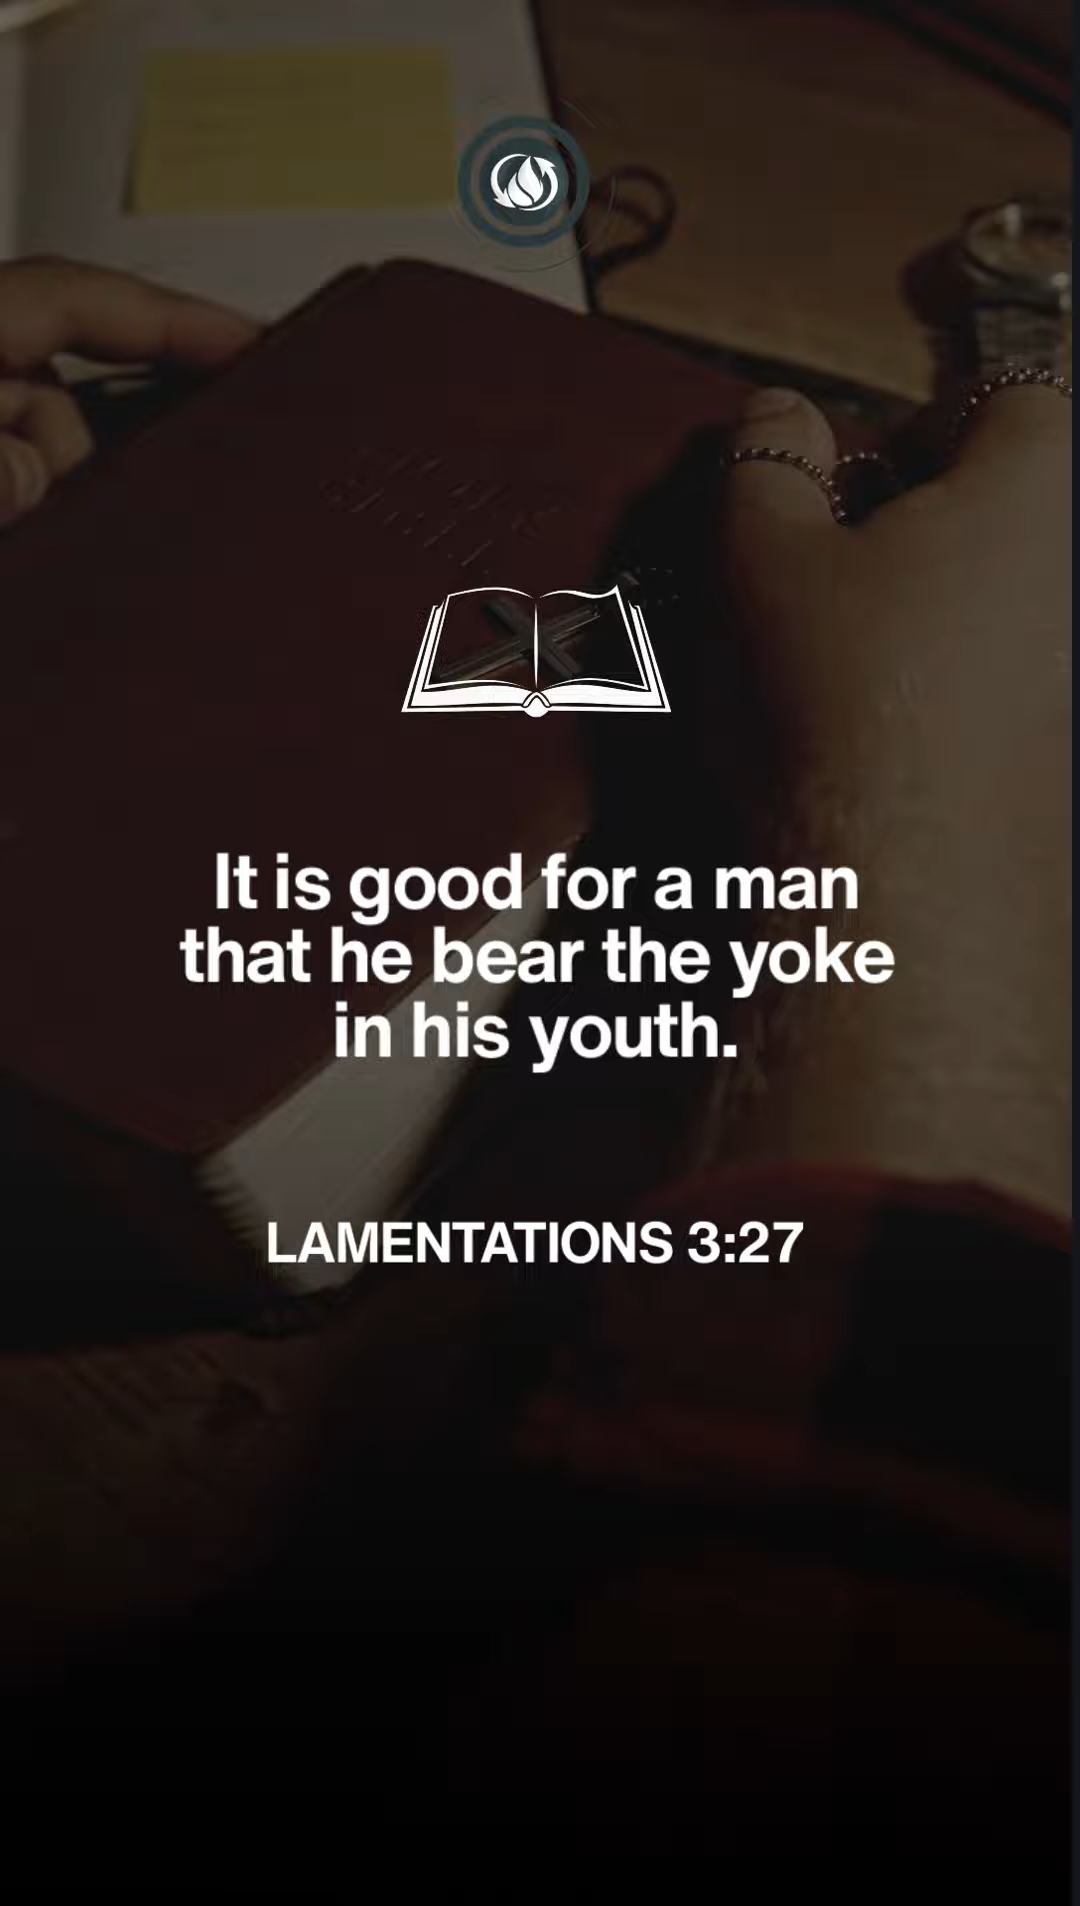 It is good for a man
that he bear the yoke
in his youth.
LAMENTATIONS 3:27